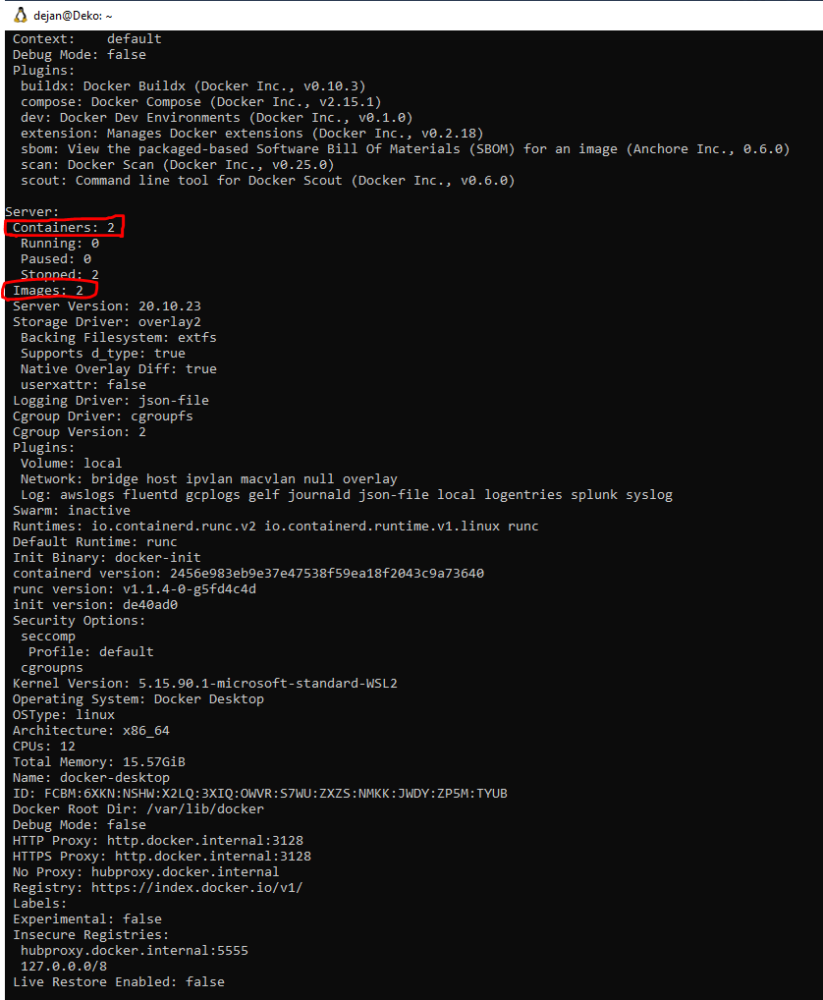 dejan@Deko: ~
Context:    default
Debug Mode: false
Plugins:
buildx: Docker Buildx (Docker Inc., v0.10.3)
compose: Docker Compose (Docker Inc., v2.15.1)
dev: Docker Dev Environments (Docker Inc., v0.1.0)
extension: Manages Docker extensions (Docker Inc., v0.2.18)
sbom: View the packaged-based Software Bill Of Materials (SBOM) for an image (Anchore Inc., 0.6.0)
scan: Docker Scan (Docker Inc., v0.25.0)
scout: Command line tool for Docker Scout (Docker Inc., v0.6.0)
Server:
Containers: 2
Running: 0
Paused: 0
Stopped: 2
Images: 2
Server Version: 20.10.23
Storage Driver: overlay2
Backing Filesystem: extfs
Supports d_type: true
Native Overlay Diff: true
userxattr: false
Logging Driver: json-file
Cgroup Driver: cgroupfs
Cgroup Version: 2
Plugins:
Volume: local
Network: bridge host ipvlan macvlan null overlay
Log: awslogs fluentd gcplogs gelf journald json-file local logentries splunk syslog
Swarm: inactive
Runtimes: io.containerd.runc.v2 io.containerd.runtime.v1.linux runc
Default Runtime: runc
Init Binary: docker-init
containerd version: 2456e983eb9e37e47538f59ea18f2043c9a73640
runc version: v1.1.4-0-g5fd4c4d
init version: de40ad0
Security Options:
seccomp
Profile: default
cgroupns
Kernel Version: 5.15.90.1-microsoft-standard-WSL2
Operating System: Docker Desktop
OSType: linux
Architecture: x86_64
CPUs: 12
Total Memory: 15.57GiB
Name: docker-desktop
ID: FCBM:6XKN:NSHW:X2LQ:3XIQ:OWVR:S7WU:ZXZS:NMKK:JWDY:ZP5M:TYUB
Docker Root Dir: /var/lib/docker
Debug Mode: false
HTTP Proxy: http.docker.internal:3128
HTTPS Proxy: http.docker.internal:3128
No Proxy: hubproxy.docker.internal
Registry: https://index.docker.io/v1/
Labels:
Experimental: false
Insecure Registries:
hubproxy.docker.internal:5555
127.0.0.0/8
Live Restore Enabled: false